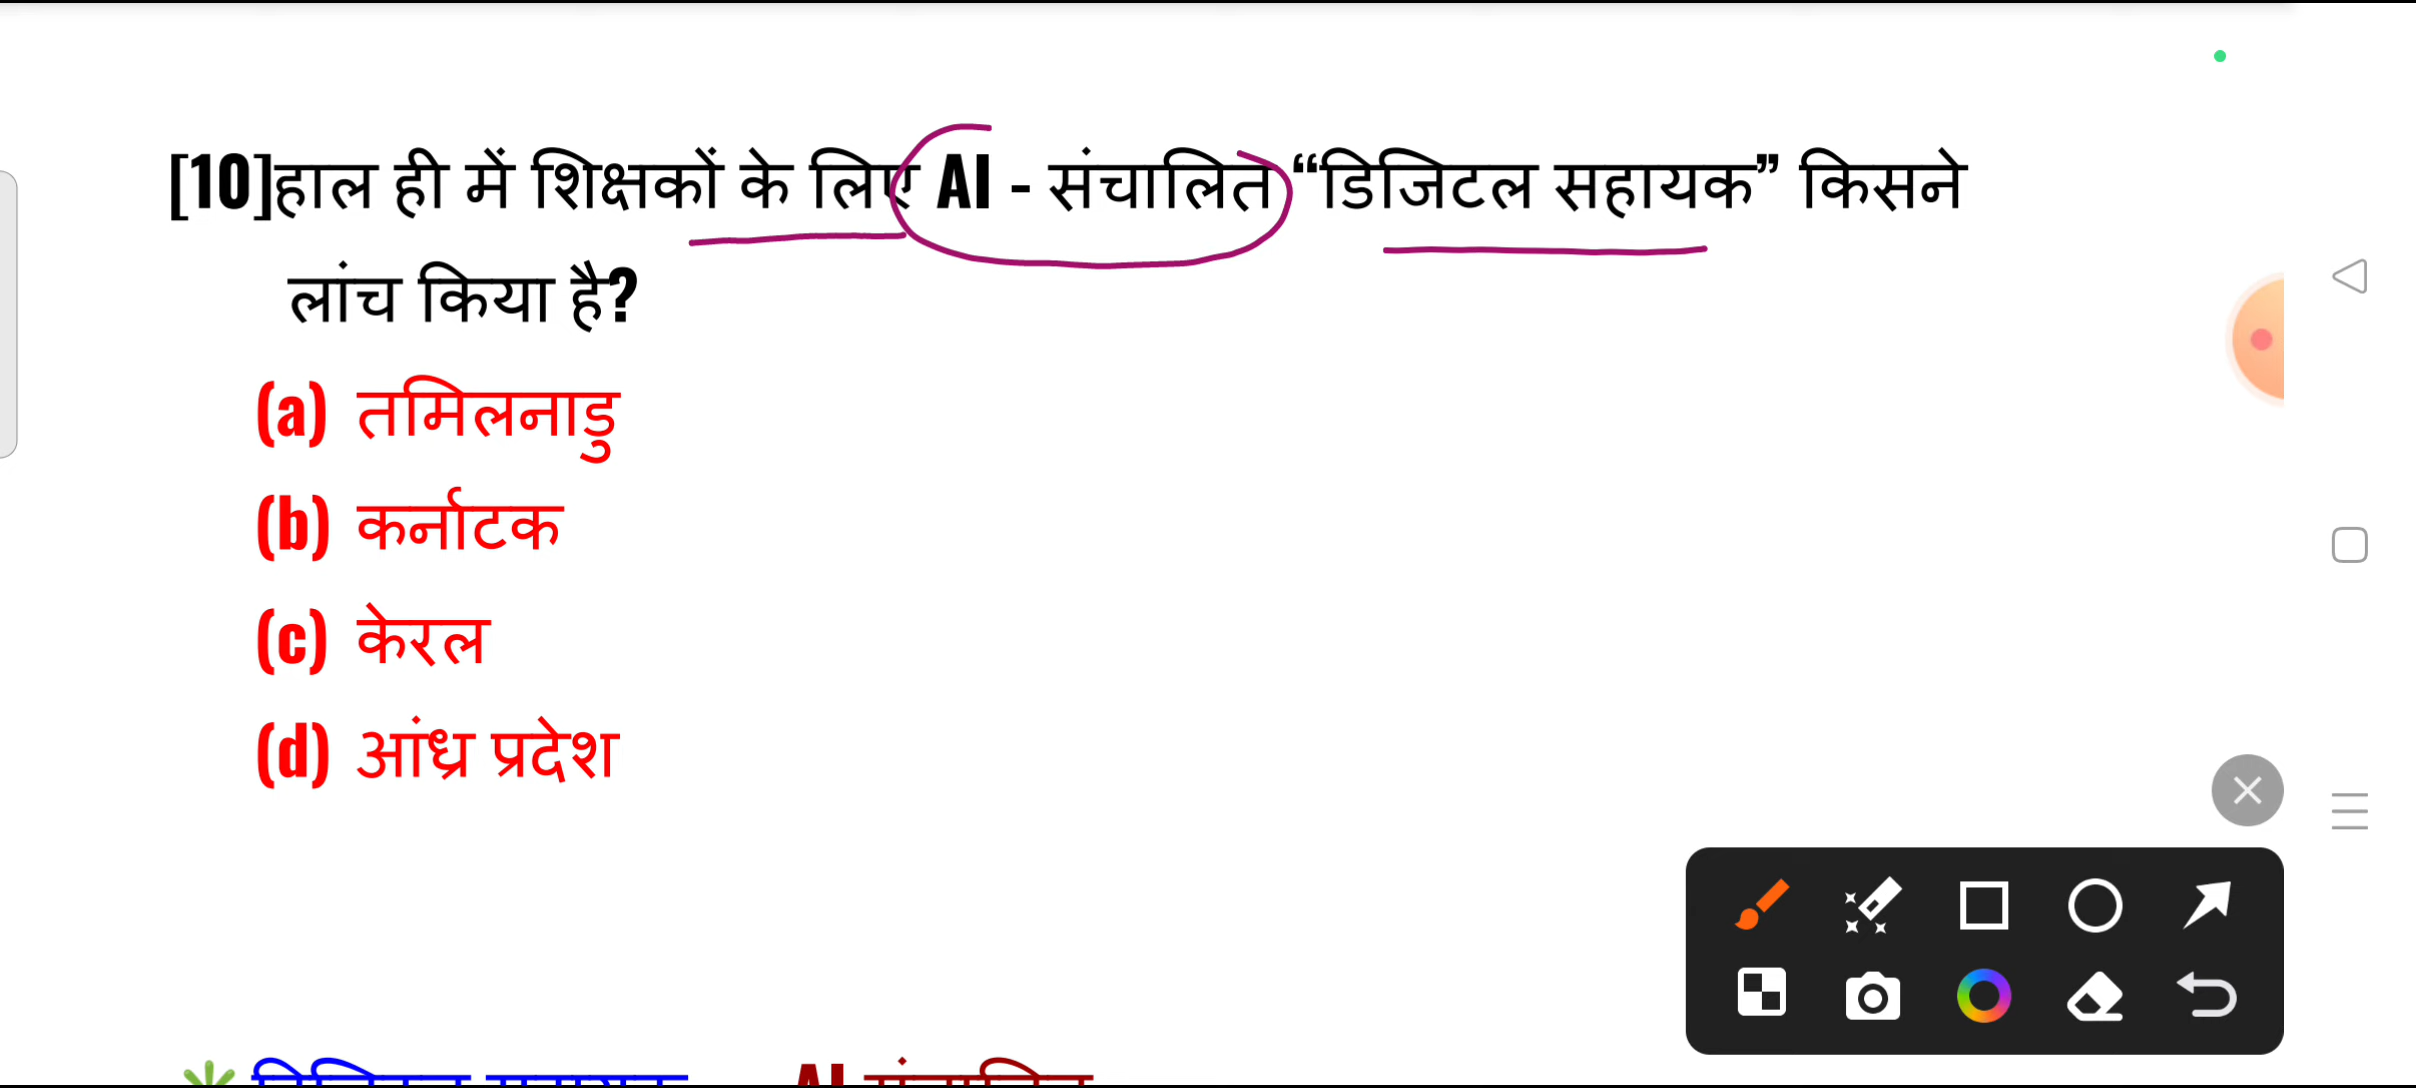 [10]हाल ही में शिक्षकों के लिए AI - संचालित “डिजिटल सहायक” किसने
लांच किया है?
(a) तमिलनाडु
(b) कर्नाटक
(c) केरल
(d) आंध्र प्रदेश